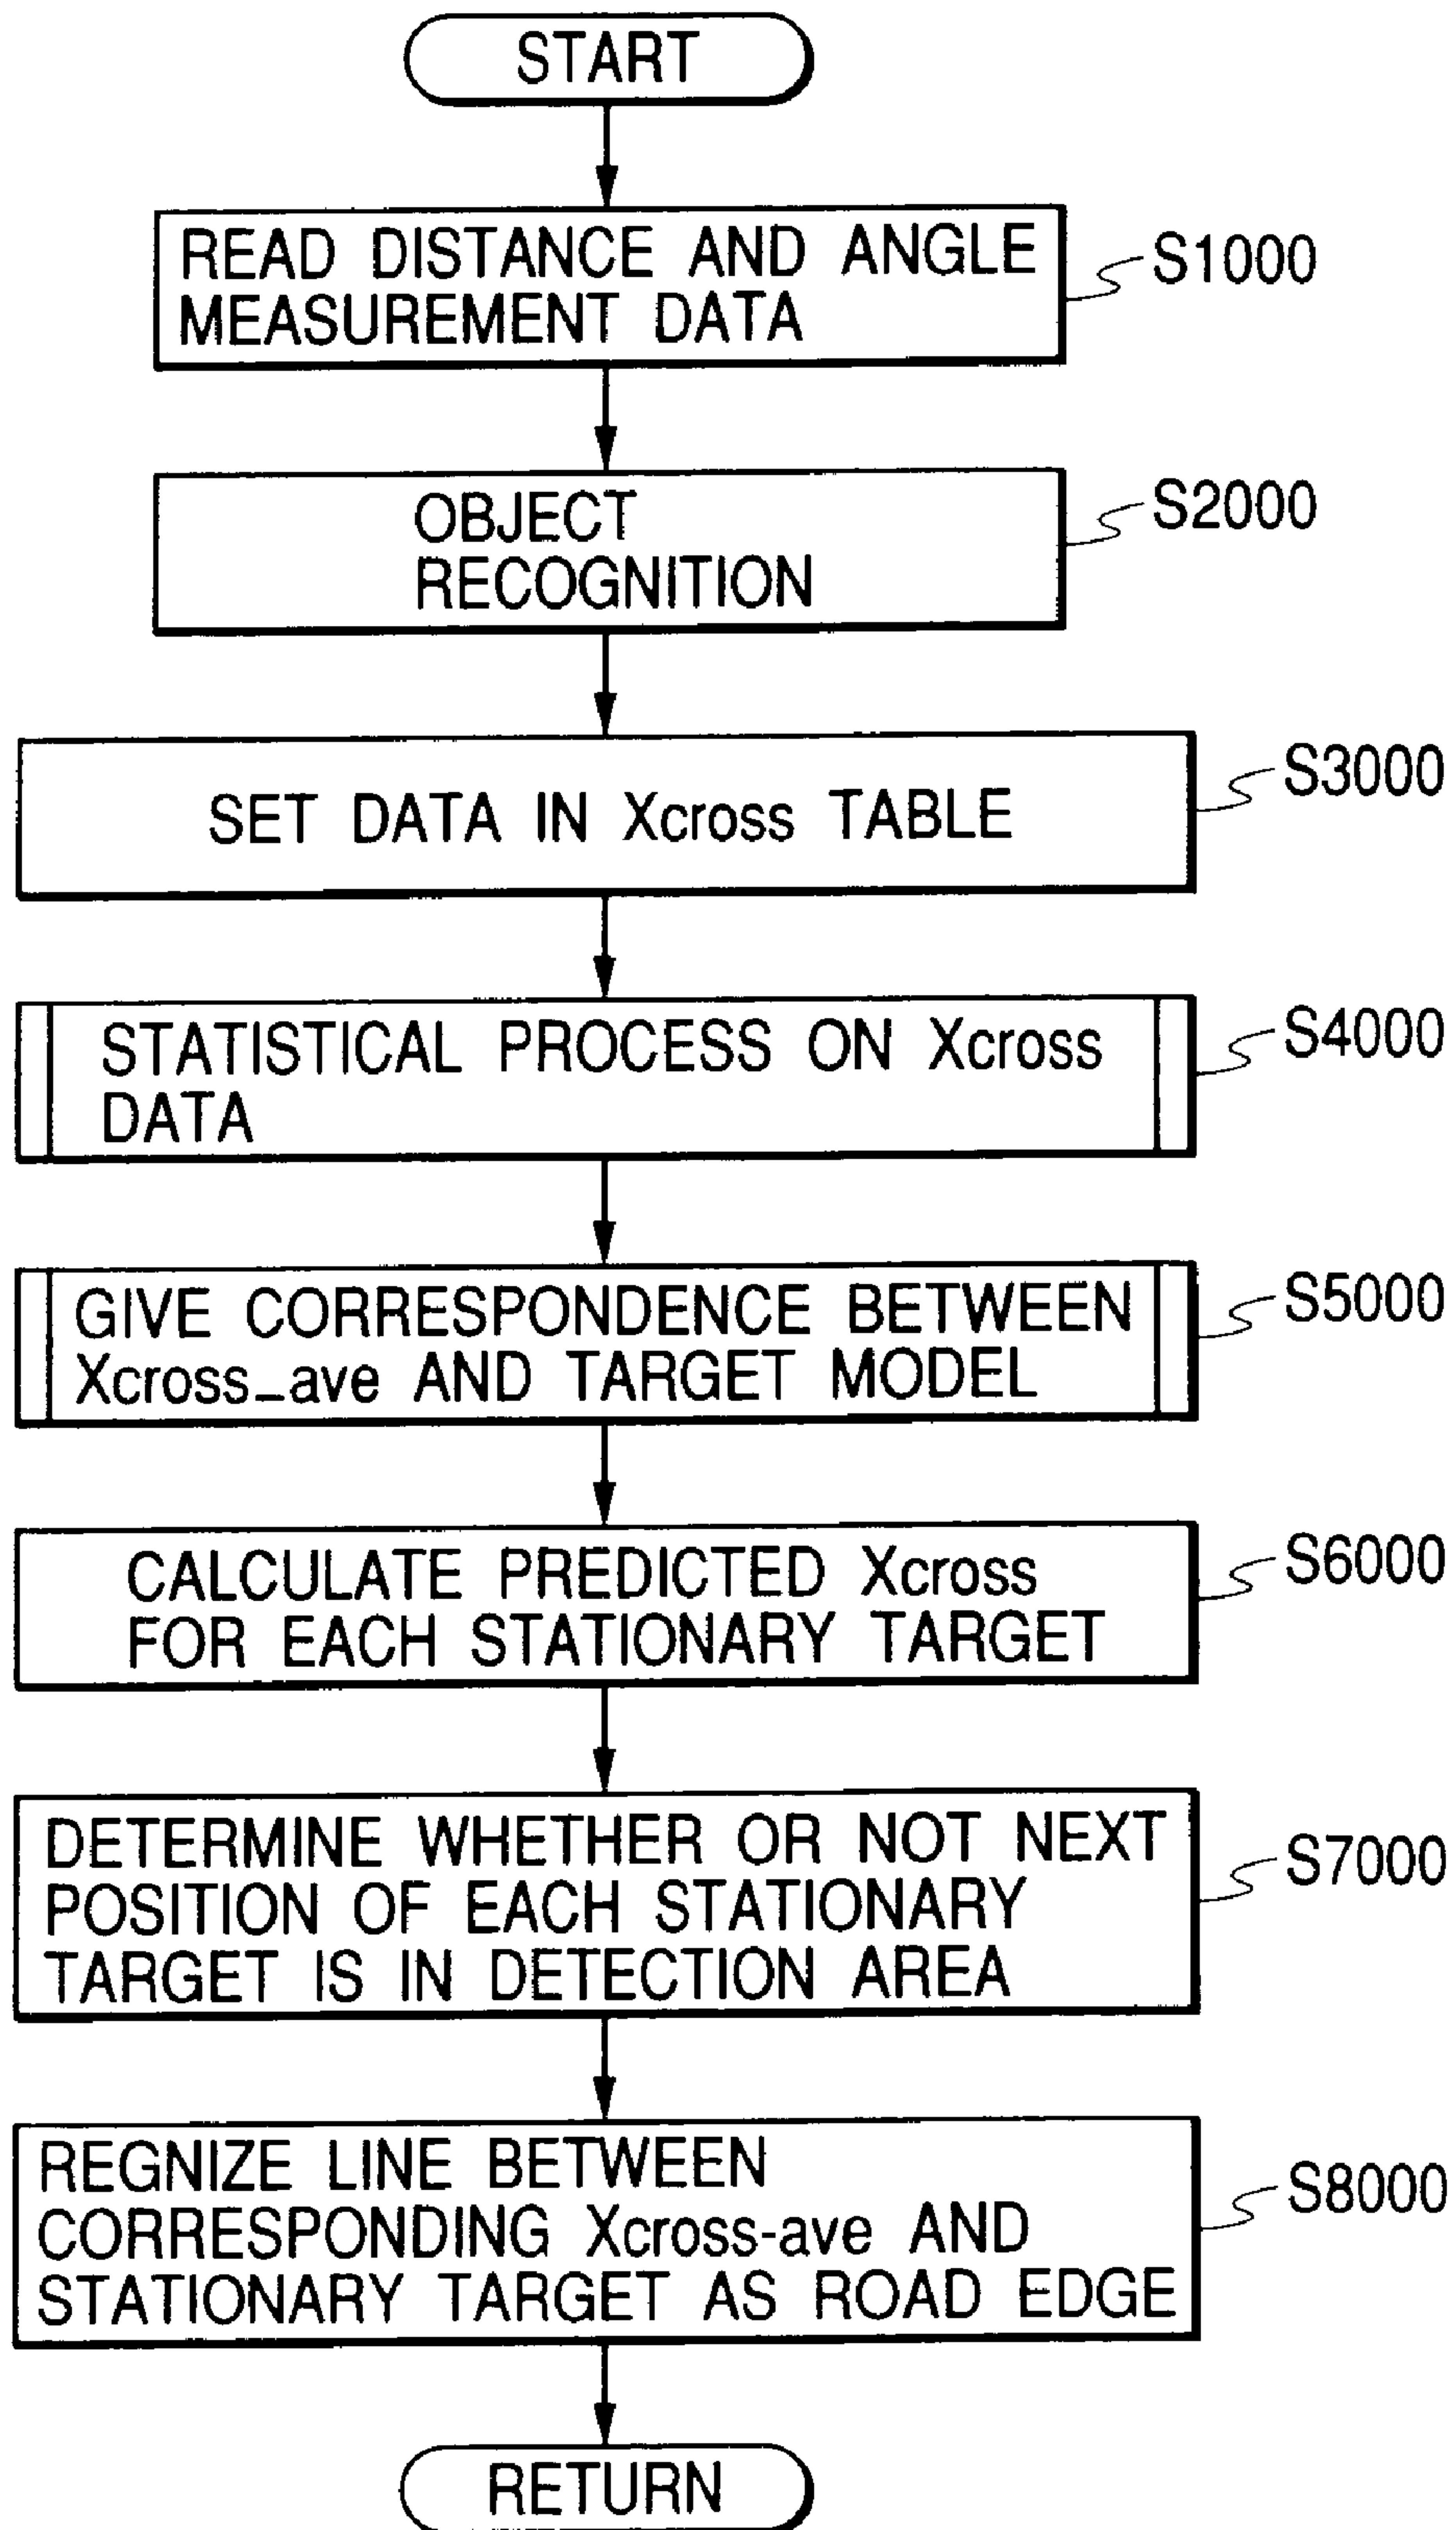 START
READ DISTANCE AND ANGLE
MEASUREMENT DATA
S1000
OBJECT
RECOGNITION
S2000
SET DATA IN Xcross TABLE
S3000
STATISTICAL PROCESS ON Xcross
DATA
S4000
GIVE CORRESPONDENCE BETWEEN
Xcross_ave AND TARGET MODEL
S5000
CALCULATE PREDICTED Xcross
FOR EACH STATIONARY TARGET
S6000
DETERMINE WHETHER OR NOT NEXT
POSITION OF EACH STATIONARY
TARGET IS IN DETECTION AREA
S7000
REGNIZE LINE BETWEEN
CORRESPONDING Xcross-ave AND
STATIONARY TARGET AS ROAD EDGE
S8000
RETURN